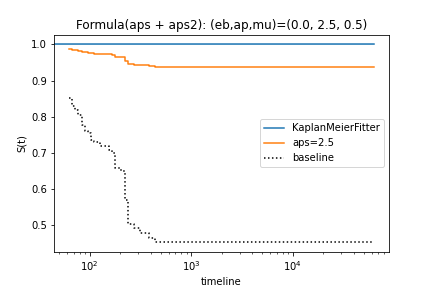 Formula(aps + aps2): (eb,ap,mu)=(0.0, 2.5, 0.5)
S(t)
1.0
0.9
0.8
0.7
0.6
0.5
KaplanMeierFitter
aps=2.5
baseline
10²
10³
10⁴
timeline